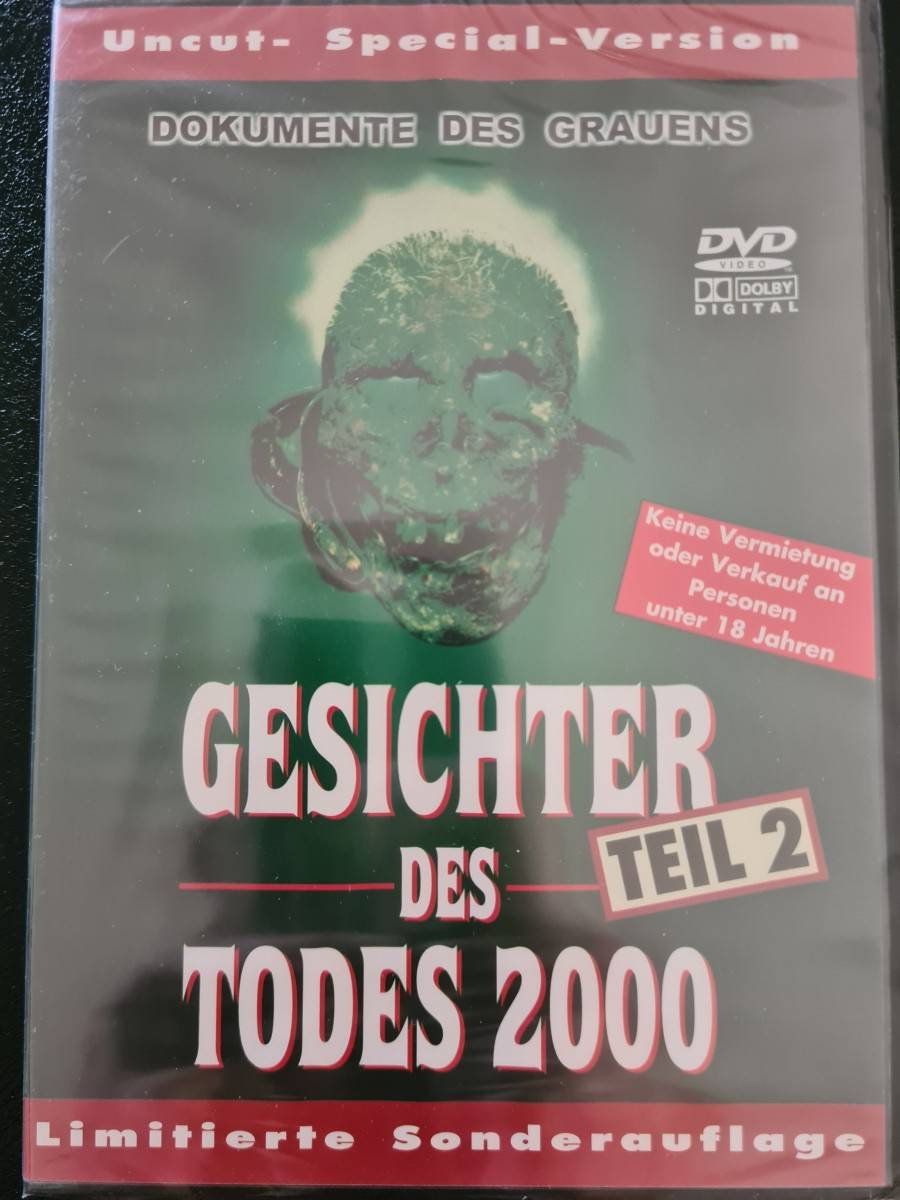 Uncut- Special-Version
DOKUMENTE DES GRAUENS
DVD
VIDEO
DOLBY
DIGITAL
Keine Vermietung
oder Verkauf an
Personen
unter 18 Jahren
GESICHTER
TEIL 2
DES
TODES 2000
Limitierte Sonderauflage